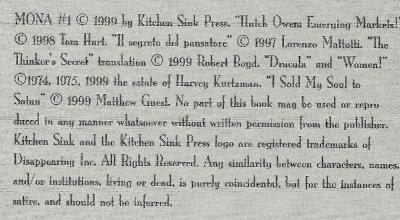 MONA #1 © 1999 by Kitchen Sink Press. "Hutch Owen: Emerging Markets!"
© 1998 Tom Hart. "Il segreto del pansatore" © 1997 Lorenzo Mattotti. "The
Thinker's Secret" translation © 1999 Robert Boyd. "Dracula" and "Women!"
©1974, 1975, 1999 the estate of Harvey Kurtzman. "I Sold My Soul to
Satan" © 1999 Matthew Guest. No part of this book may be used or repro
duced in any manner whatsoever without written permission from the publisher.
Kitchen Sink and the Kitchen Sink Press logo are registered trademarks of
Disappearing Inc. All Rights Reserved. Any similarity between characters, names,
and/or institutions, living or dead, is purely coincidental, but for the instances of
satire, and should not be inferred.